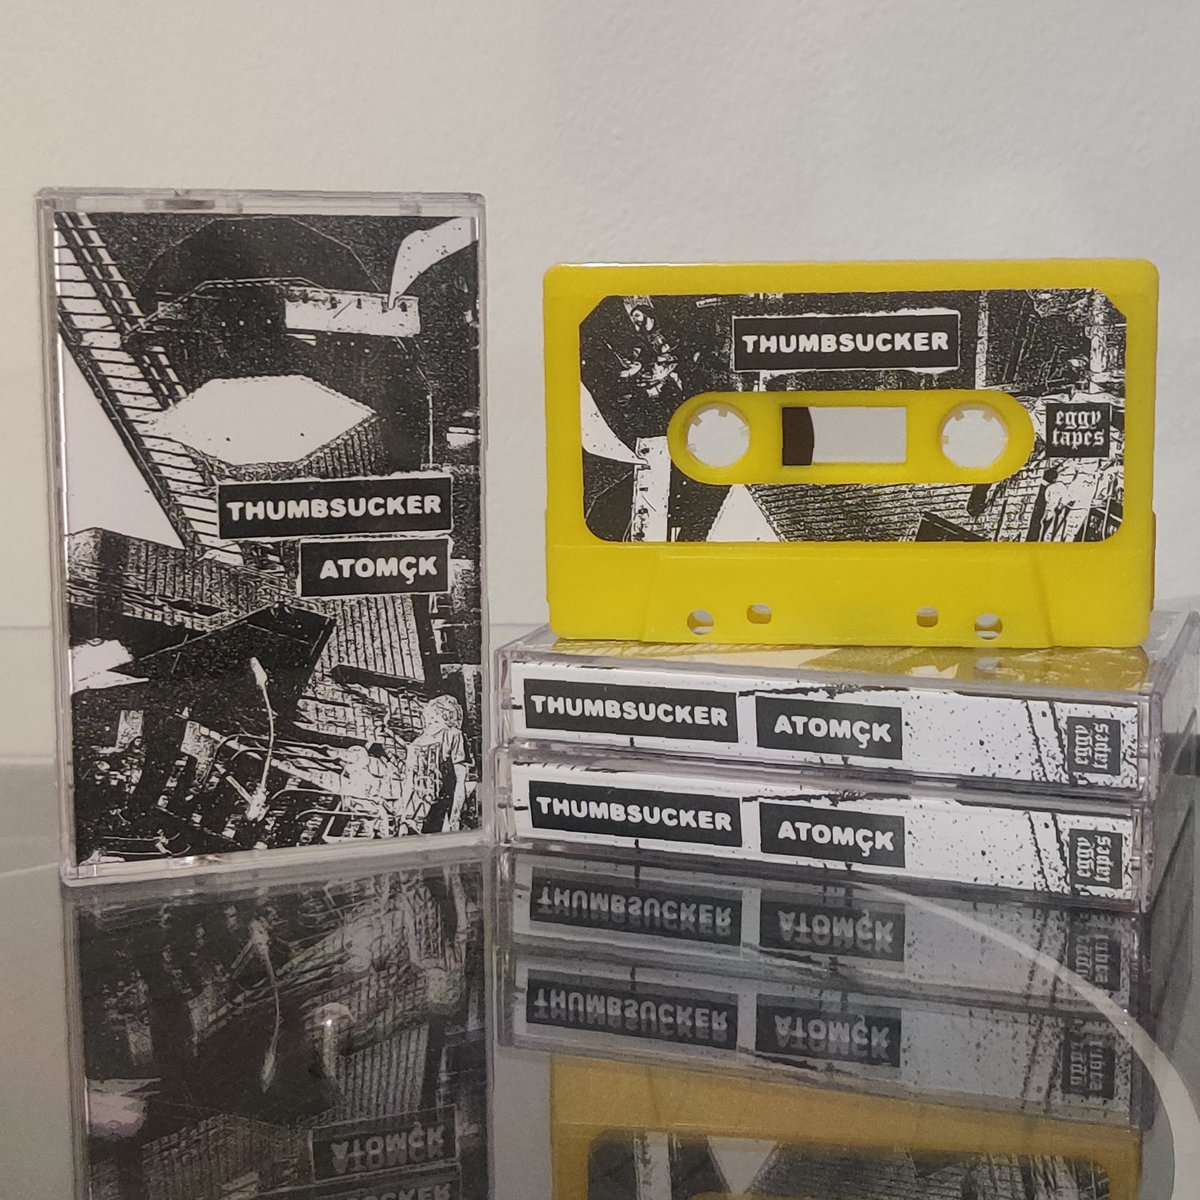 THUMBSUCKER
ATOMÇK
THUMBSUCKER
eggy
tapes
THUMBSUCKER ATOMÇK
eggy
tapes
THUMBSUCKER ATOMÇK
eggy
tapes